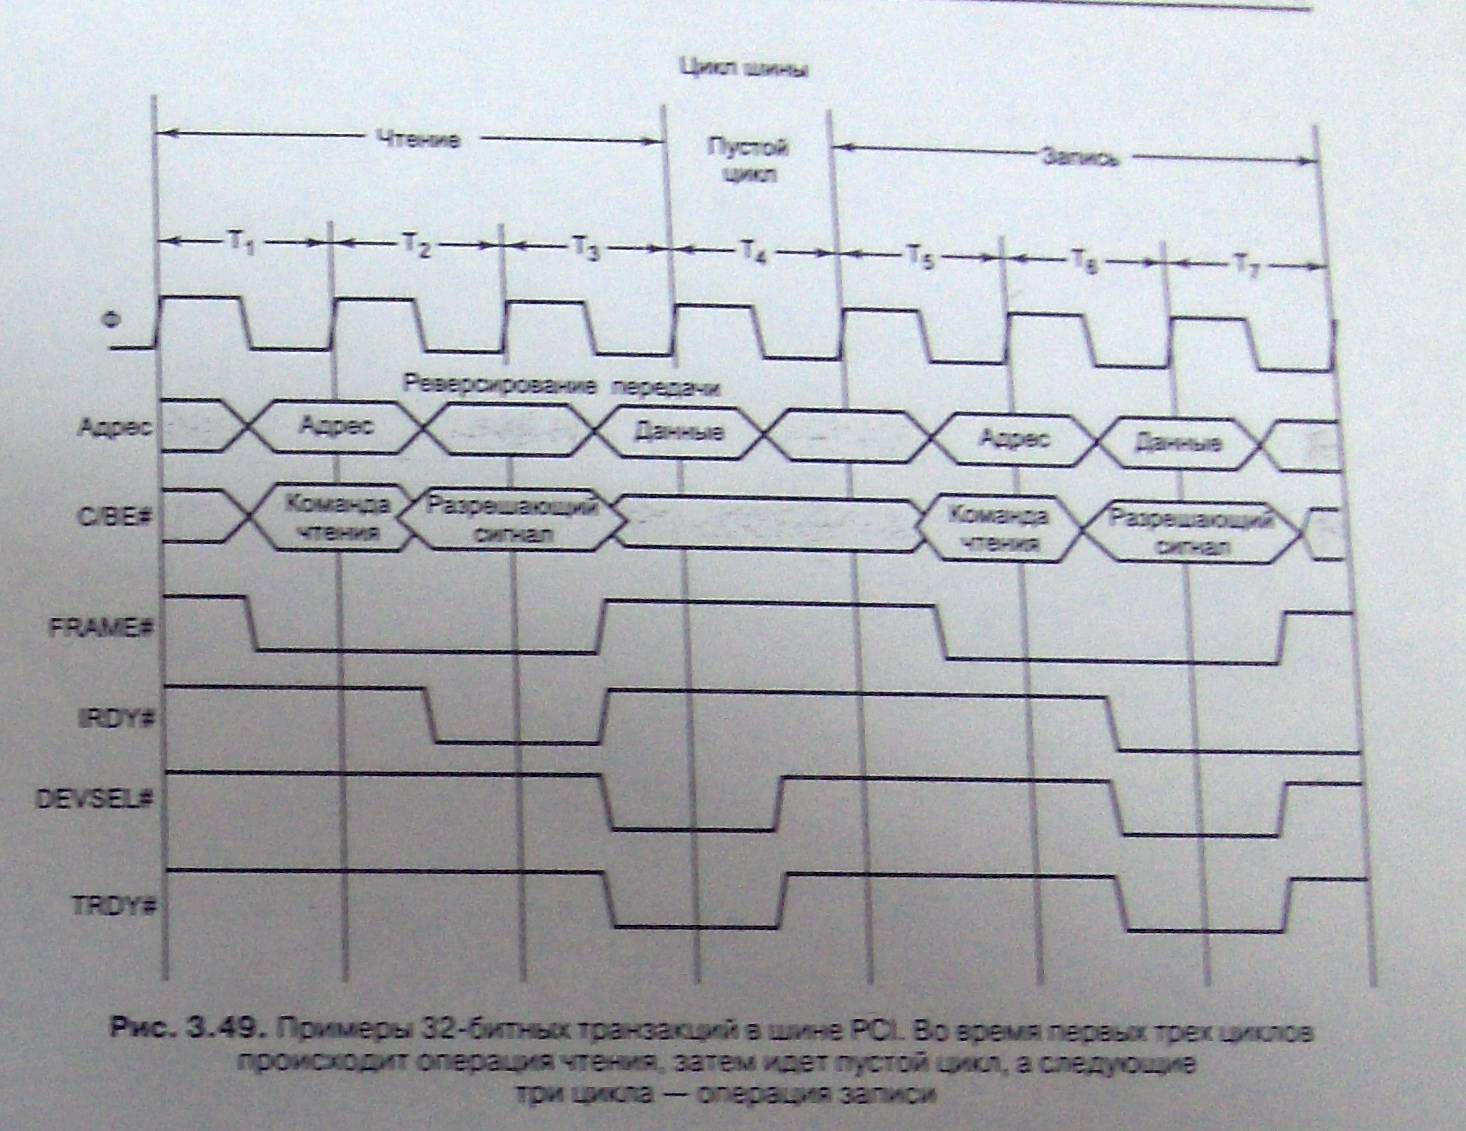 Цикл шины
Чтение
Пустой
цикл
Запись
T1 T2 T3 T4 T5 T6 T7
Ф
Реверсирование передачи
Адрес Адрес Данные Адрес Данные
C/BE# Команда чтения Разрешающий сигнал Команда чтения Разрешающий сигнал
FRAME#
IRDY#
DEVSEL#
TRDY#
Рис. 3.49. Примеры 32-битных транзакций в шине PCI. Во время первых трех циклов
происходит операция чтения, затем идет пустой цикл, а следующие
три цикла — операция записи